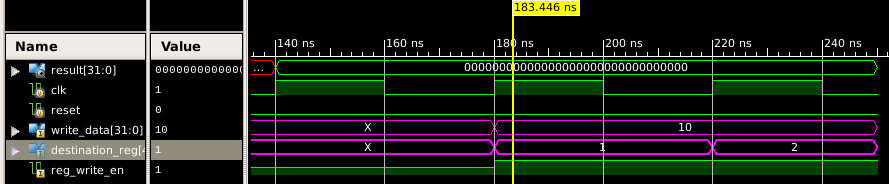 183.446 ns
Name Value 140 ns 160 ns 180 ns 200 ns 220 ns 240 ns
result[31:0] 000000000000 ... 00000000000000000000000000000000
clk 1
reset 0
write_data[31:0] 10 X 10
destination_reg[ 1 X 1 2
reg_write_en 1